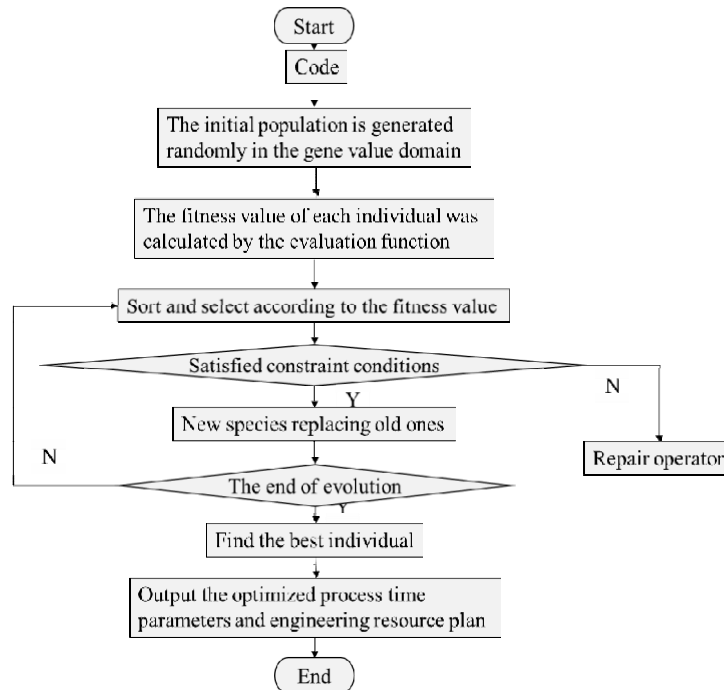 Start
Code
The initial population is generated
randomly in the gene value domain
The fitness value of each individual was
calculated by the evaluation function
Sort and select according to the fitness value
Satisfied constraint conditions
N
Y
New species replacing old ones
N
Repair operator
The end of evolution
Y
Find the best individual
Output the optimized process time
parameters and engineering resource plan
End